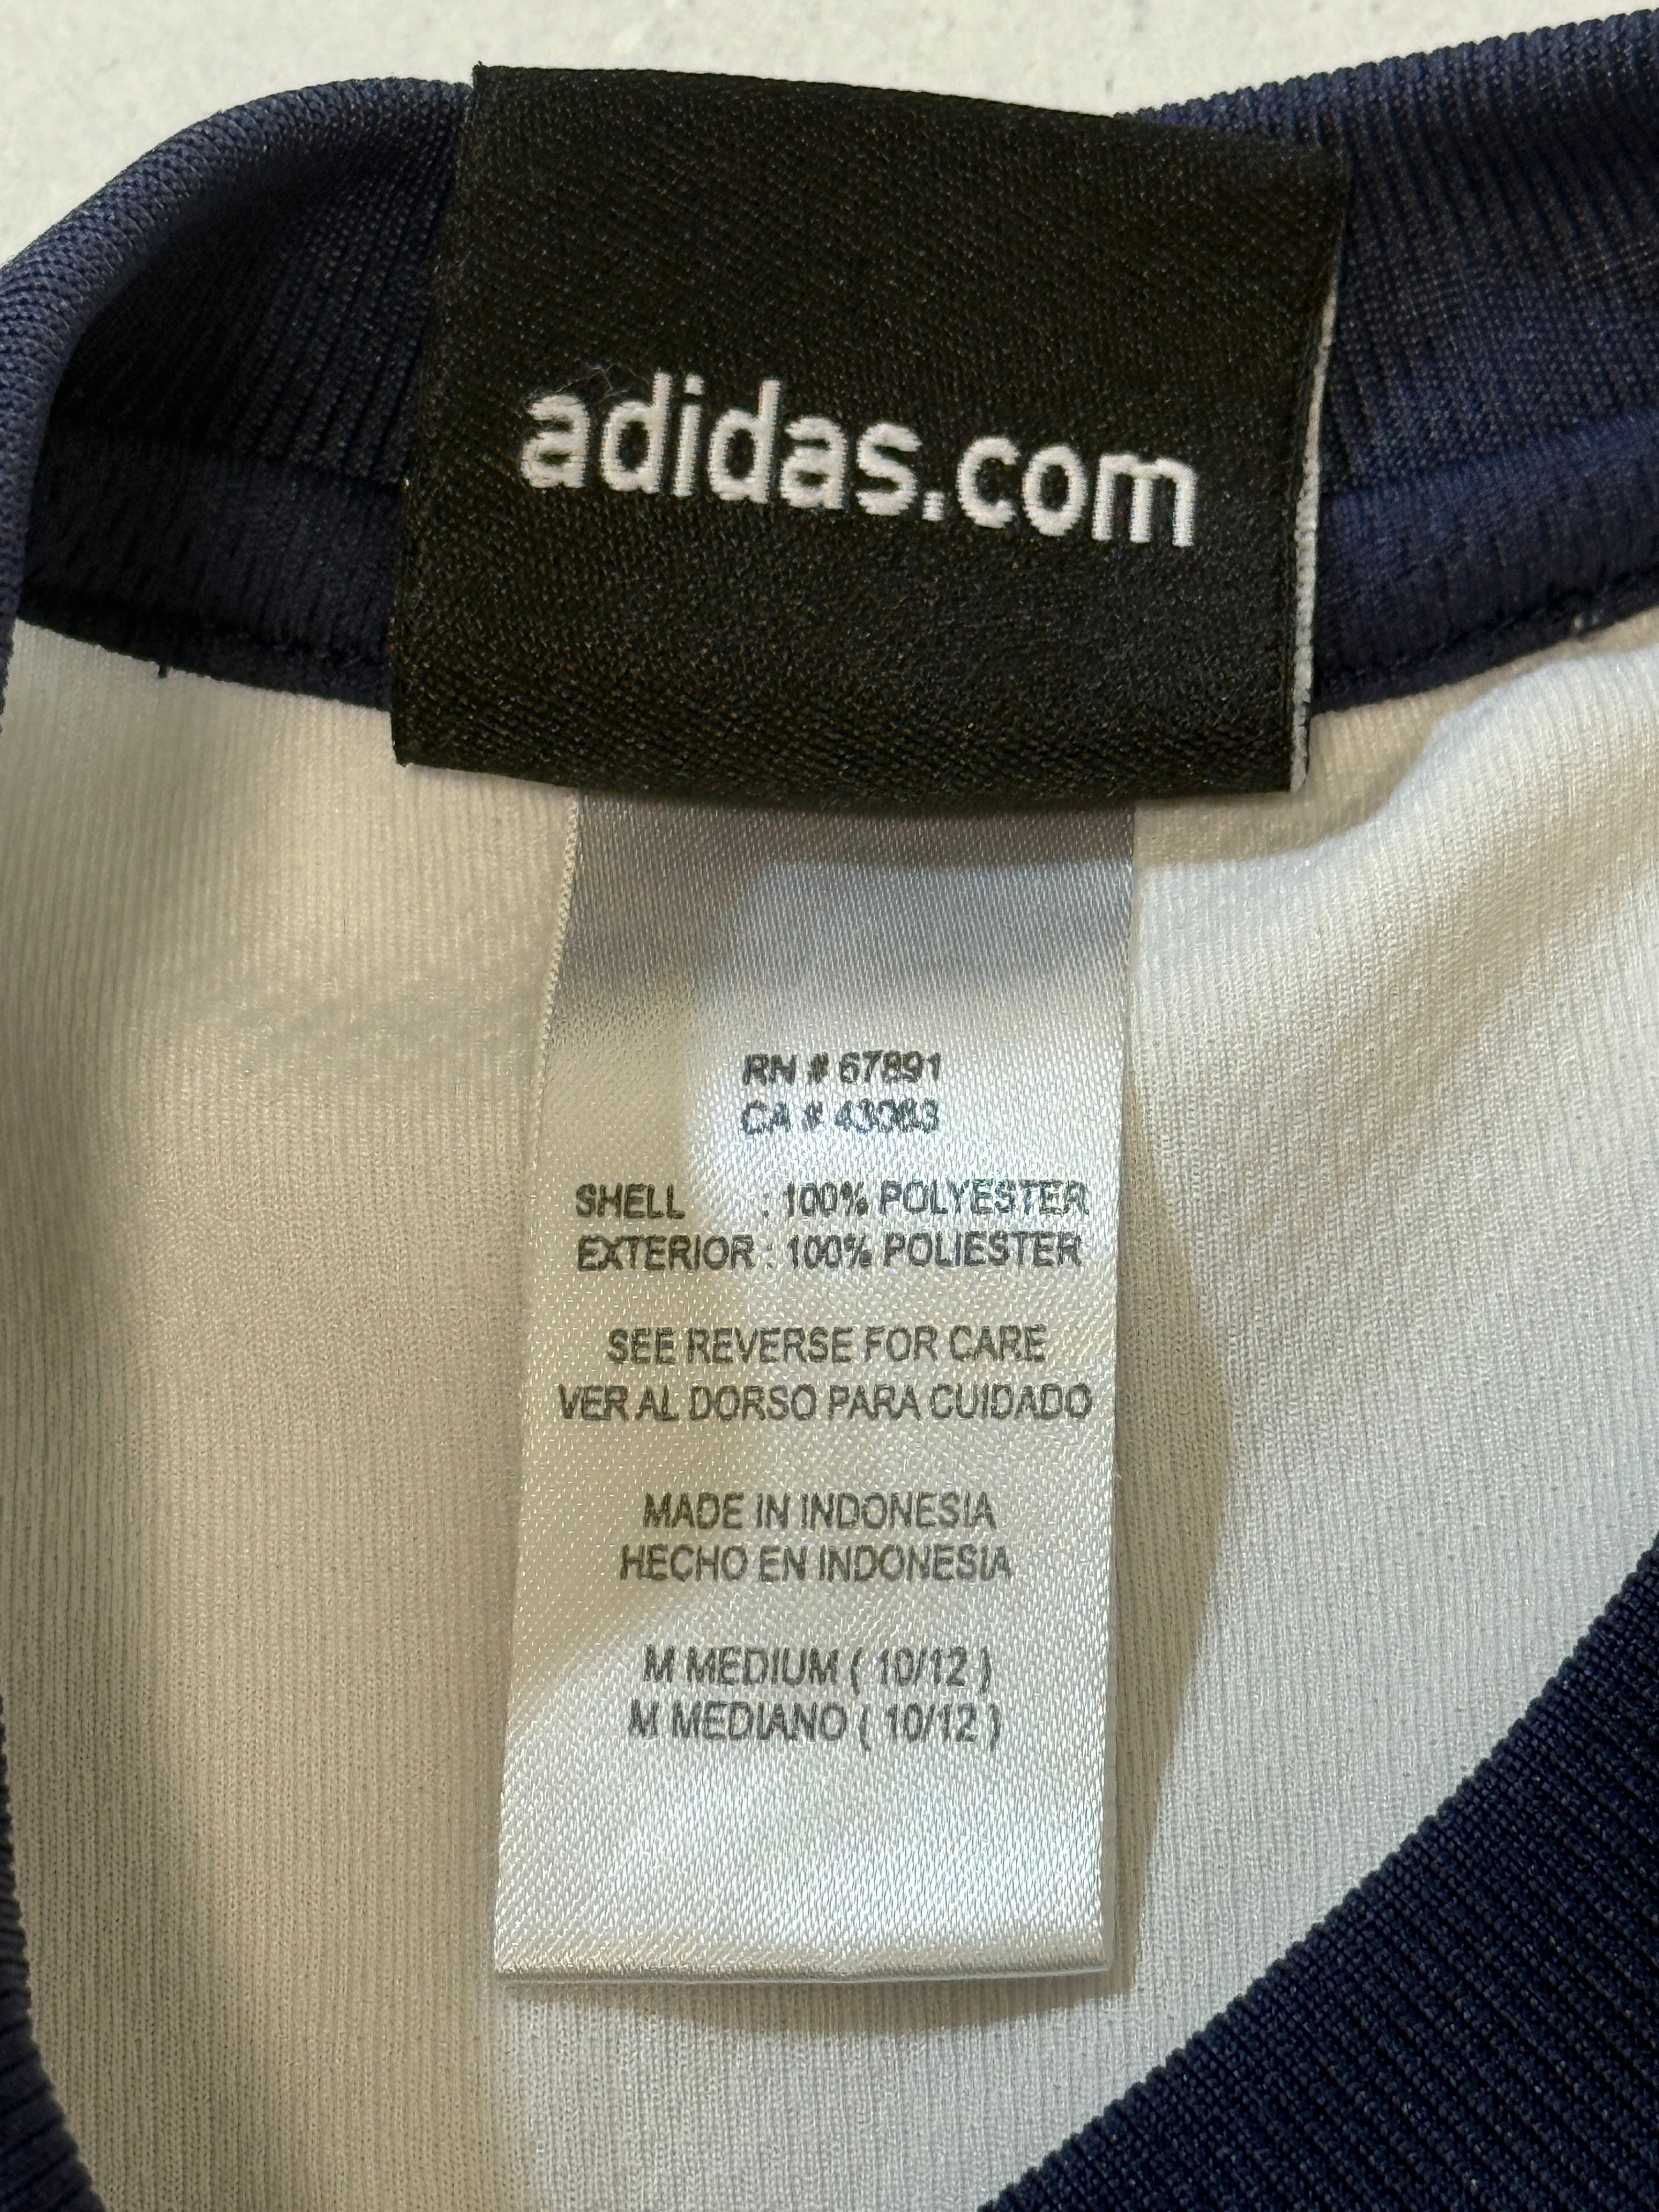 adidas.com
RN # 67891
CA # 43083
SHELL : 100% POLYESTER
EXTERIOR : 100% POLIESTER
SEE REVERSE FOR CARE
VER AL DORSO PARA CUIDADO
MADE IN INDONESIA
HECHO EN INDONESIA
M MEDIUM ( 10/12 )
M MEDIANO ( 10/12 )